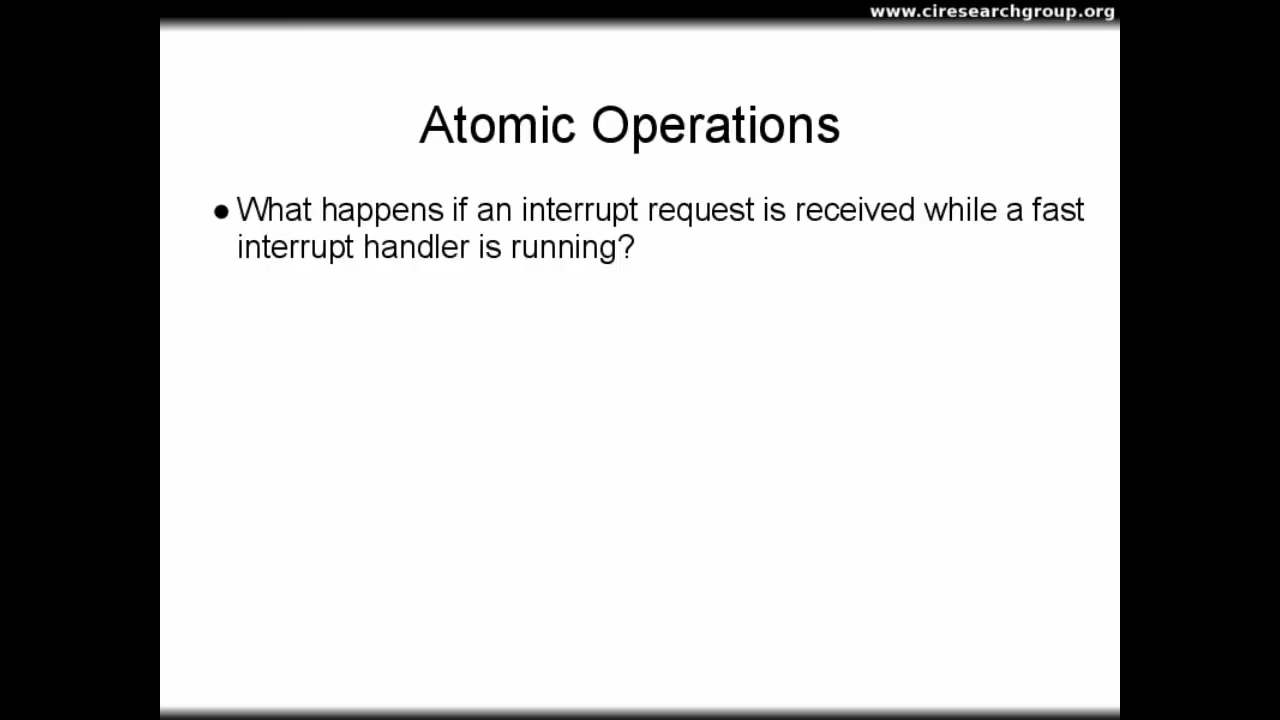 www.ciresearchgroup.org
Atomic Operations
● What happens if an interrupt request is received while a fast
interrupt handler is running?